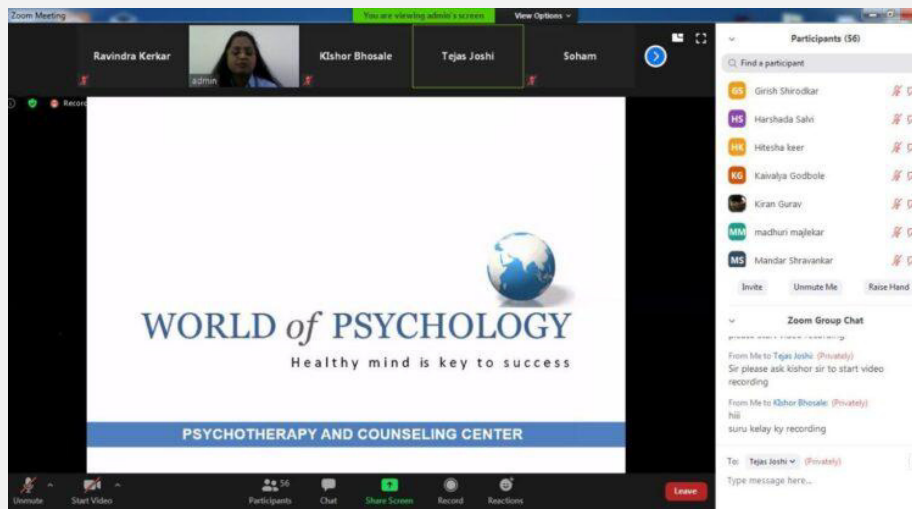 Zoom Meeting
You are viewing admin's screen
View Options
Ravindra Kerkar
admin
KIshor Bhosale
Tejas Joshi
Soham
Recor
WORLD of PSYCHOLOGY
Healthy mind is key to success
PSYCHOTHERAPY AND COUNSELING CENTER
Unmute
Start Video
56
Participants
Chat
Share Screen
Record
Reactions
Leave
Participants (56)
Find a participant
GS Girish Shirodkar
HS Harshada Salvi
HK Hitesha keer
KG Kaivalya Godbole
Kiran Gurav
MM madhuri majlekar
MS Mandar Shravankar
Invite Unmute Me Raise Hand
Zoom Group Chat
please start video recording
From Me to Tejas Joshi: (Privately)
Sir please ask kishor sir to start video
recording
From Me to KIshor Bhosale: (Privately)
hiii
suru kelay ky recording
To: Tejas Joshi (Privately)
Type message here...